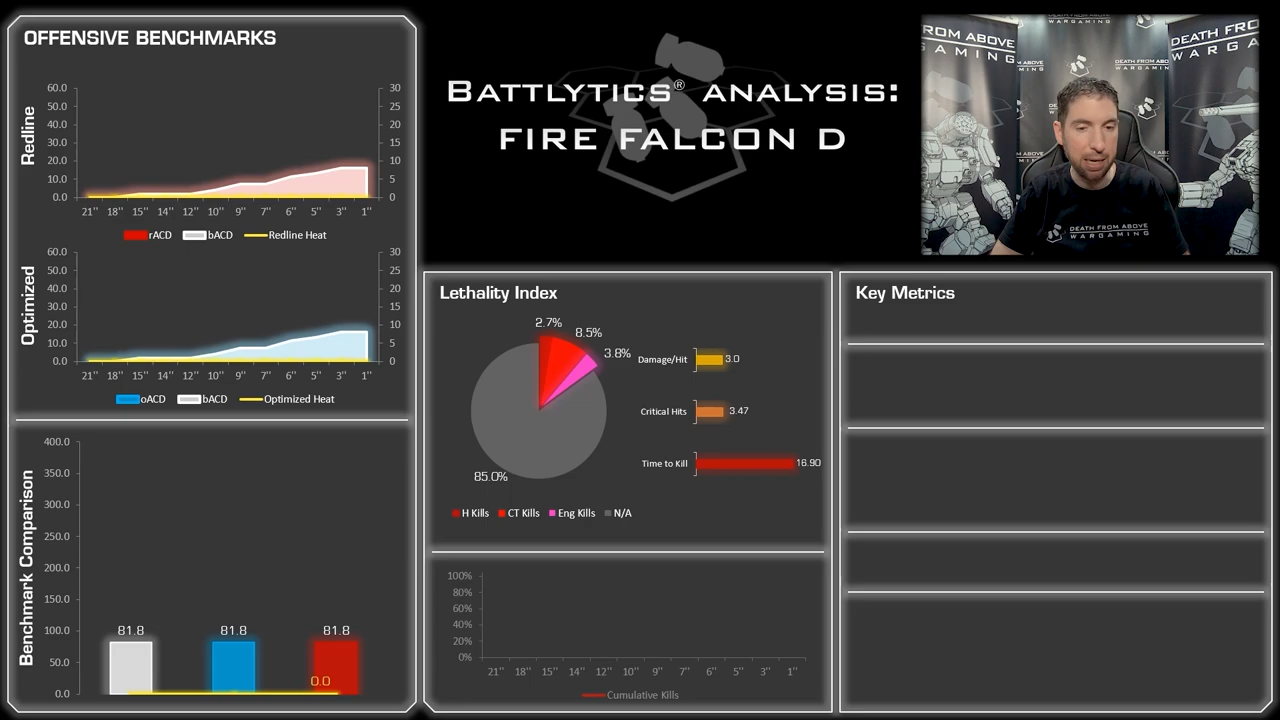 OFFENSIVE BENCHMARKS
Redline
60.0
50.0
40.0
30.0
20.0
10.0
0.0
30
25
20
15
10
5
0
21" 18" 15" 14" 12" 10" 9" 7" 6" 5" 3" 1"
rACD bACD Redline Heat
Optimized
60.0
50.0
40.0
30.0
20.0
10.0
0.0
30
25
20
15
10
5
0
21" 18" 15" 14" 12" 10" 9" 7" 6" 5" 3" 1"
oACD bACD Optimized Heat
Benchmark Comparison
400.0
350.0
300.0
250.0
200.0
150.0
100.0
50.0
0.0
81.8 81.8 81.8
0.0
BATTLYTICS® ANALYSIS:
FIRE FALCON D
DEATH FROM ABOVE
WARGAMING
Lethality Index
2.7%
8.5%
3.8%
85.0%
Damage/Hit 3.0
Critical Hits 3.47
Time to Kill 16.90
H Kills CT Kills Eng Kills N/A
100%
80%
60%
40%
20%
0%
21" 18" 15" 14" 12" 10" 9" 7" 6" 5" 3" 1"
Cumulative Kills
Key Metrics